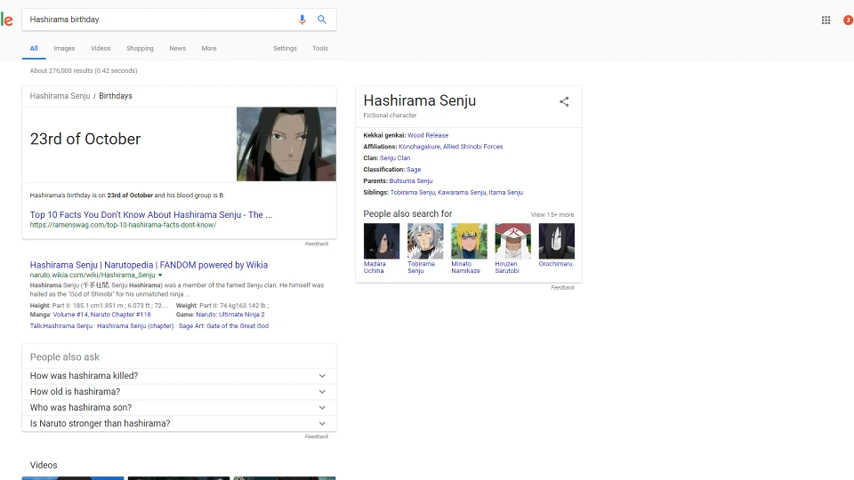 le
Hashirama birthday
2
All Images Videos Shopping News More Settings Tools
About 276,000 results (0.42 seconds)
Hashirama Senju / Birthdays
23rd of October
Hashirama's birthday is on 23rd of October and his blood group is B.
Top 10 Facts You Don't Know About Hashirama Senju - The ...
https://ramenswag.com/top-10-hashirama-facts-dont-know/
Feedback
Hashirama Senju | Narutopedia | FANDOM powered by Wikia
naruto.wikia.com/wiki/Hashirama_Senju
Hashirama Senju (千手柱間, Senju Hashirama) was a member of the famed Senju clan. He himself was
hailed as the "God of Shinobi" for his unmatched ninja ...
Height: Part II: 185.1 cm1.851 m ; 6.073 ft ; 72.... Weight: Part II: 74 kg163.142 lb ;
Manga: Volume #14, Naruto Chapter #118 Game: Naruto: Ultimate Ninja 2
Talk:Hashirama Senju · Hashirama Senju (chapter) · Sage Art: Gate of the Great God
People also ask
How was hashirama killed?
How old is hashirama?
Who was hashirama son?
Is Naruto stronger than hashirama?
Feedback
Videos
Hashirama Senju
Fictional character
Kekkai genkai: Wood Release
Affiliations: Konohagakure, Allied Shinobi Forces
Clan: Senju Clan
Classification: Sage
Parents: Butsuma Senju
Siblings: Tobirama Senju, Kawarama Senju, Itama Senju
People also search for View 15+ more
Madara Uchiha
Tobirama Senju
Minato Namikaze
Hiruzen Sarutobi
Orochimaru
Feedback